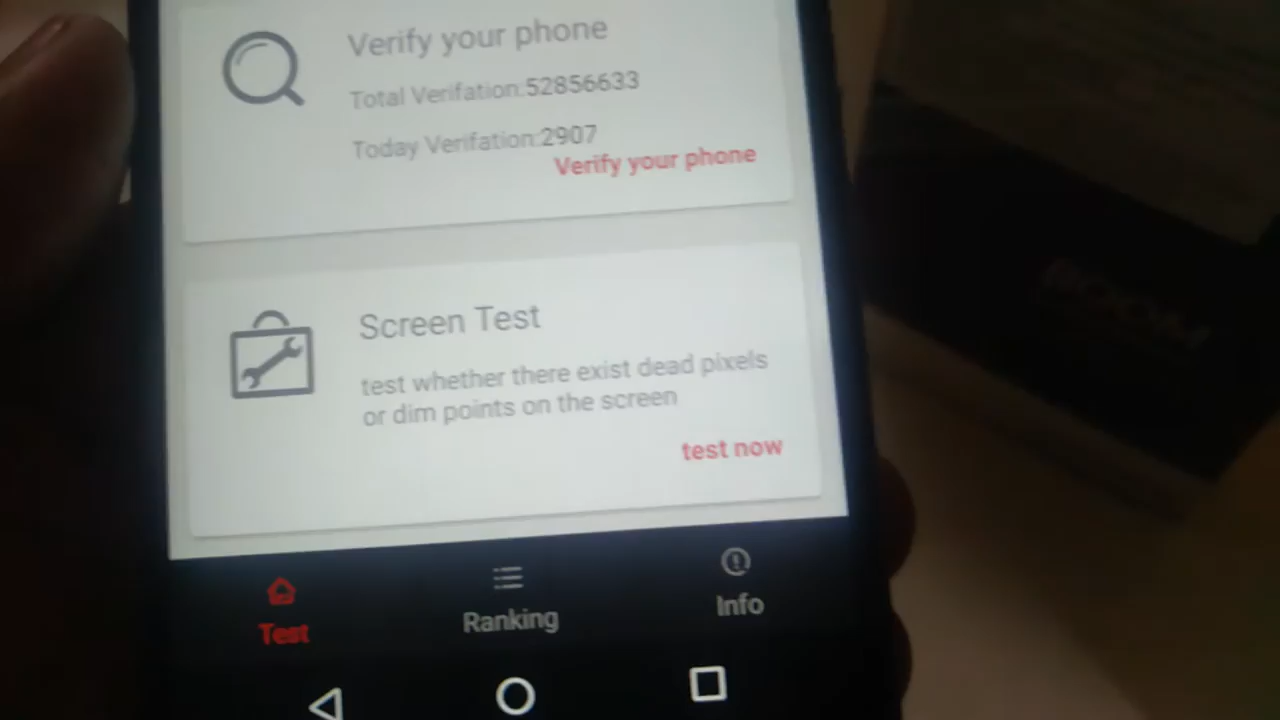 Verify your phone
Total Verifation:52856633
Today Verifation:2907
Verify your phone
Screen Test
test whether there exist dead pixels
or dim points on the screen
test now
Test
Ranking
Info